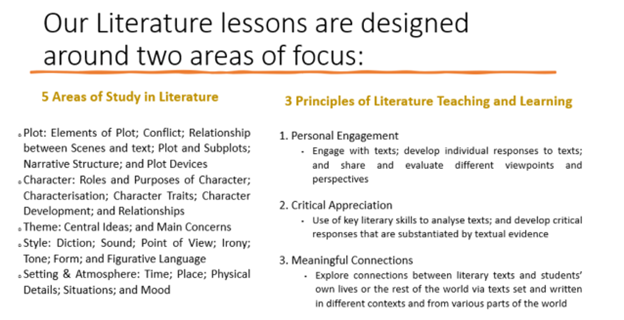 Our Literature lessons are designed
around two areas of focus:
5 Areas of Study in Literature
Plot: Elements of Plot; Conflict; Relationship
between Scenes and text; Plot and Subplots;
Narrative Structure; and Plot Devices
Character: Roles and Purposes of Character;
Characterisation; Character Traits; Character
Development; and Relationships
Theme: Central Ideas; and Main Concerns
Style: Diction; Sound; Point of View; Irony;
Tone; Form; and Figurative Language
Setting & Atmosphere: Time; Place; Physical
Details; Situations; and Mood
3 Principles of Literature Teaching and Learning
1. Personal Engagement
Engage with texts; develop individual responses to texts;
and share and evaluate different viewpoints and
perspectives
2. Critical Appreciation
Use of key literary skills to analyse texts; and develop critical
responses that are substantiated by textual evidence
3. Meaningful Connections
Explore connections between literary texts and students'
own lives or the rest of the world via texts set and written
in different contexts and from various parts of the world